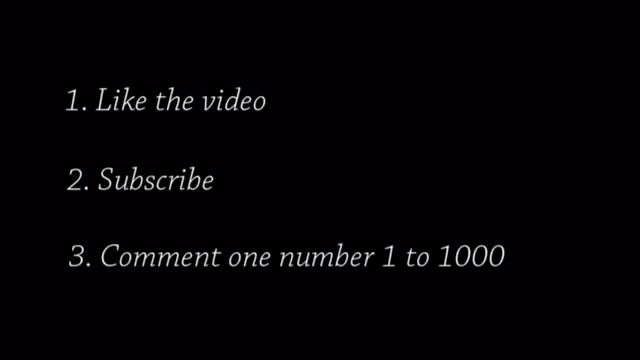 1. Like the video
2. Subscribe
3. Comment one number 1 to 1000